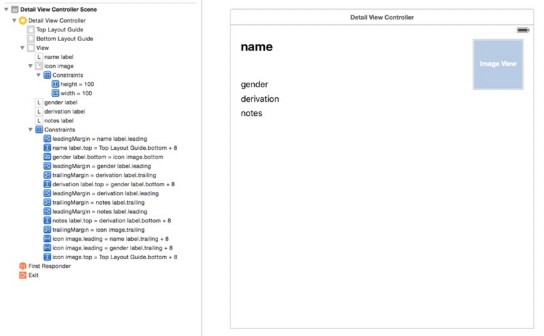 Detail View Controller Scene
Detail View Controller
Top Layout Guide
Bottom Layout Guide
View
L name label
icon image
Constraints
height = 100
width = 100
L gender label
L derivation label
L notes label
Constraints
leadingMargin = name label.leading
name label.top = Top Layout Guide.bottom + 8
gender label.bottom = icon image.bottom
leadingMargin = gender label.leading
trailingMargin = derivation label.trailing
derivation label.top = gender label.bottom + 8
leadingMargin = derivation label.leading
trailingMargin = notes label.trailing
leadingMargin = notes label.leading
notes label.top = derivation label.bottom + 8
trailingMargin = icon image.trailing
icon image.leading = name label.trailing + 8
icon image.leading = gender label.trailing + 8
icon image.top = Top Layout Guide.bottom + 8
First Responder
Exit
Detail View Controller
name
Image View
gender
derivation
notes